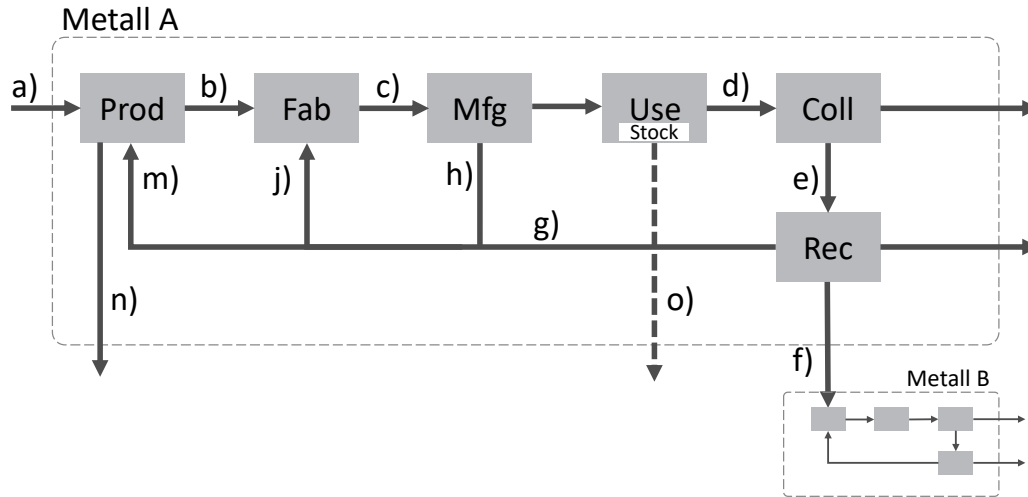 Metall A
a)
Prod
b)
Fab
c)
Mfg
Use
Stock
d)
Coll
m)
j)
h)
e)
g)
Rec
n)
o)
f)
Metall B